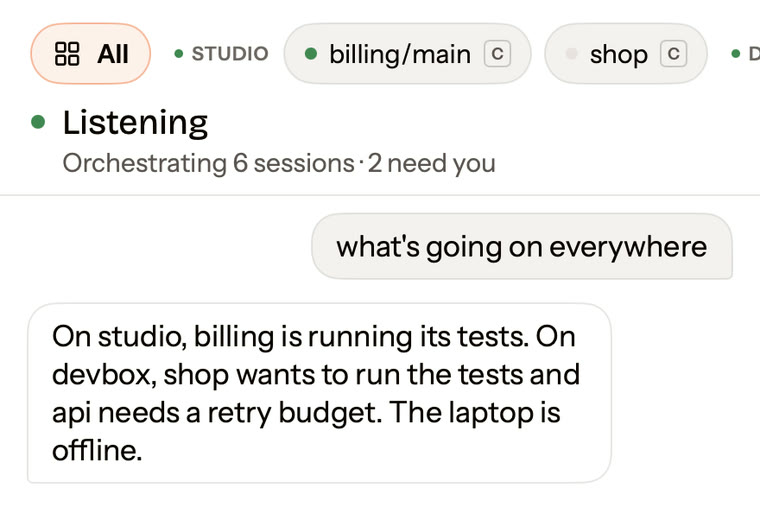 All
STUDIO
billing/main C
shop C
D
Listening
Orchestrating 6 sessions · 2 need you
what's going on everywhere
On studio, billing is running its tests. On
devbox, shop wants to run the tests and
api needs a retry budget. The laptop is
offline.